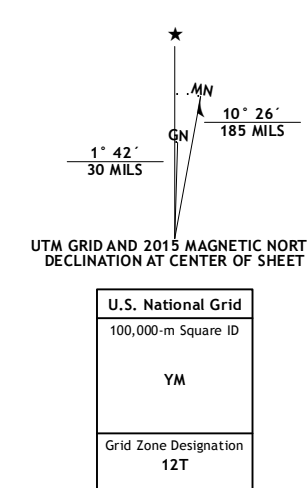 ★
MN
10° 26´
185 MILS
GN
1° 42´
30 MILS
UTM GRID AND 2015 MAGNETIC NORT
DECLINATION AT CENTER OF SHEET
U.S. National Grid
100,000-m Square ID
YM
Grid Zone Designation
12T